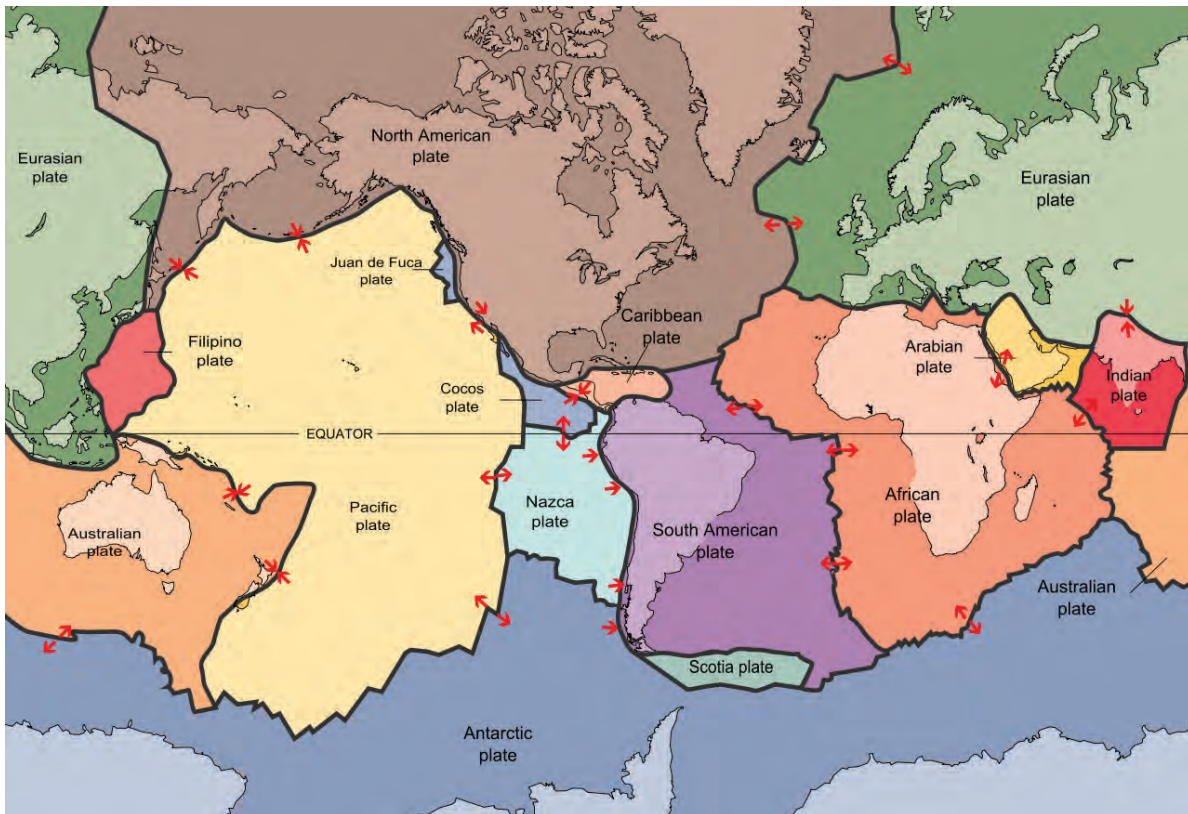 North American
plate
Eurasian
plate
Eurasian
plate
Juan de Fuca
plate
Caribbean
plate
Filipino
plate
Arabian
plate
Indian
plate
Cocos
plate
EQUATOR
Nazca
plate
African
plate
Pacific
plate
South American
plate
Australian
plate
Australian
plate
Scotia plate
Antarctic
plate